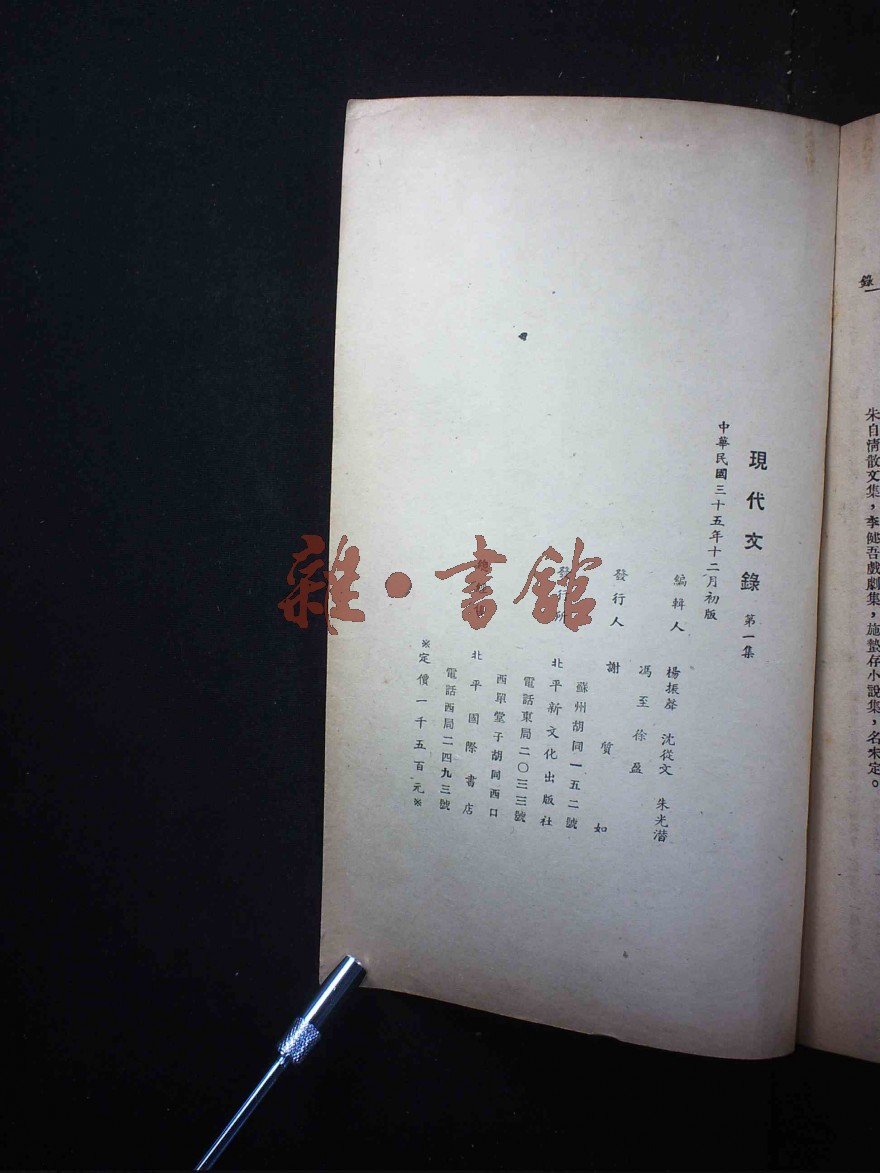 錄一
朱自清散文集，李健吾戲劇集，施蟄存小說集，名未定。
現代文錄 第一集
中華民國三十五年十二月初版
編輯人 楊振聲 沈從文 朱光潛
馮至 徐盈
發行人 謝質如
蘇州胡同一五二號
發行所 北平新文化出版社
電話東局二〇三三號
西單堂子胡同西口
北平國際書店
電話西局二四九三號
※定價一千五百元※
雜·書館